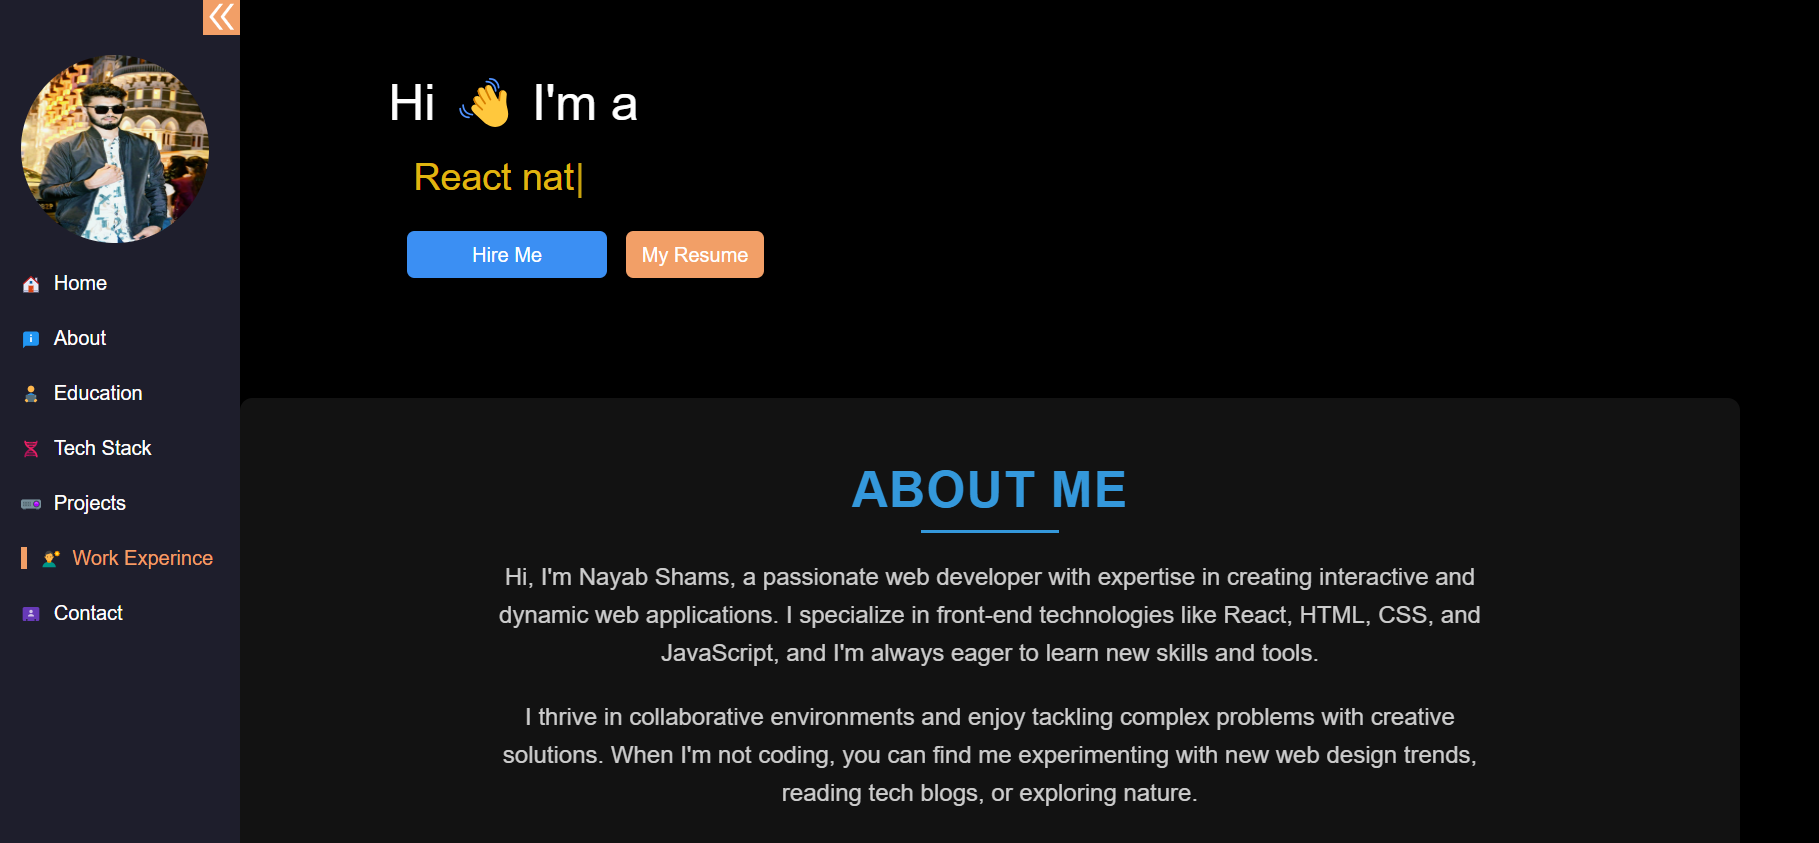 Home
About
Education
Tech Stack
Projects
Work Experince
Contact
Hi 👋 I'm a
React nat|
Hire Me
My Resume
ABOUT ME
Hi, I'm Nayab Shams, a passionate web developer with expertise in creating interactive and
dynamic web applications. I specialize in front-end technologies like React, HTML, CSS, and
JavaScript, and I'm always eager to learn new skills and tools.
I thrive in collaborative environments and enjoy tackling complex problems with creative
solutions. When I'm not coding, you can find me experimenting with new web design trends,
reading tech blogs, or exploring nature.